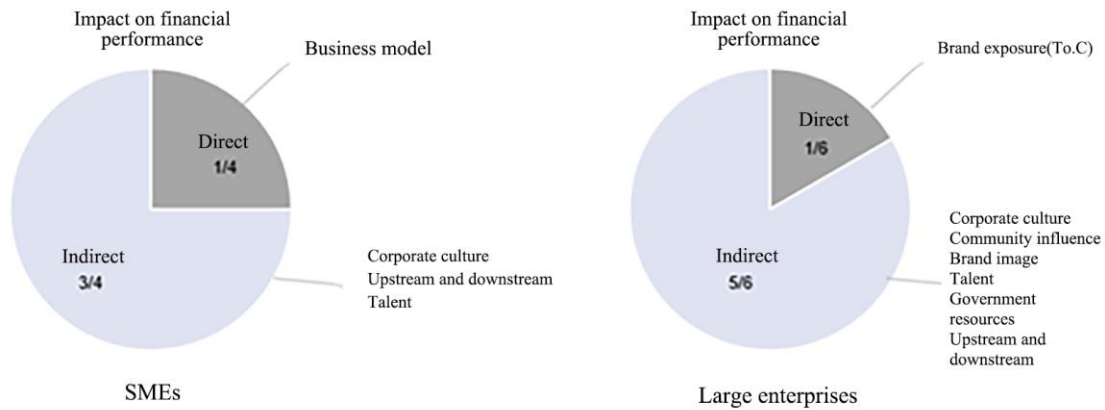 Impact on financial
performance
Business model
Direct
1/4
Indirect
3/4
Corporate culture
Upstream and downstream
Talent
SMEs
Impact on financial
performance
Brand exposure(To.C)
Direct
1/6
Indirect
5/6
Corporate culture
Community influence
Brand image
Talent
Government
resources
Upstream and
downstream
Large enterprises